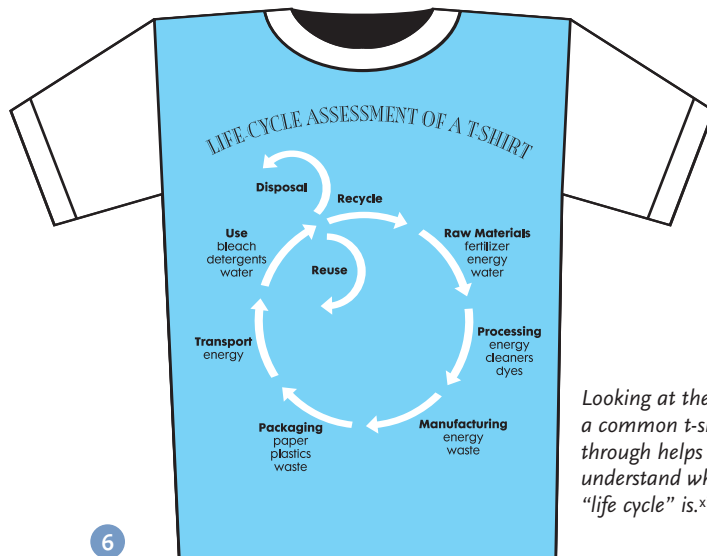 LIFE-CYCLE ASSESSMENT OF A T-SHIRT
Disposal
Recycle
Use
bleach
detergents
water
Reuse
Raw Materials
fertilizer
energy
water
Transport
energy
Processing
energy
cleaners
dyes
Packaging
paper
plastics
waste
Manufacturing
energy
waste
Looking at the
a common t-sh
through helps
understand wh
“life cycle” is.x
6